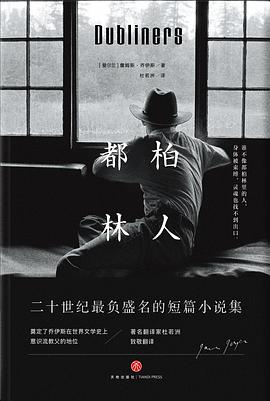 Dubliners
[爱尔兰]詹姆斯·乔伊斯/著
杜若洲/译
谁不像都柏林里的人，
身体被束缚，灵魂也找不到出口。
都柏
林人
二十世纪最负盛名的短篇小说集
奠定了乔伊斯在世界文学史上
意识流教父的地位
著名翻译家杜若洲
致敬翻译
James Joyce
天地出版社 | TIANDI PRESS